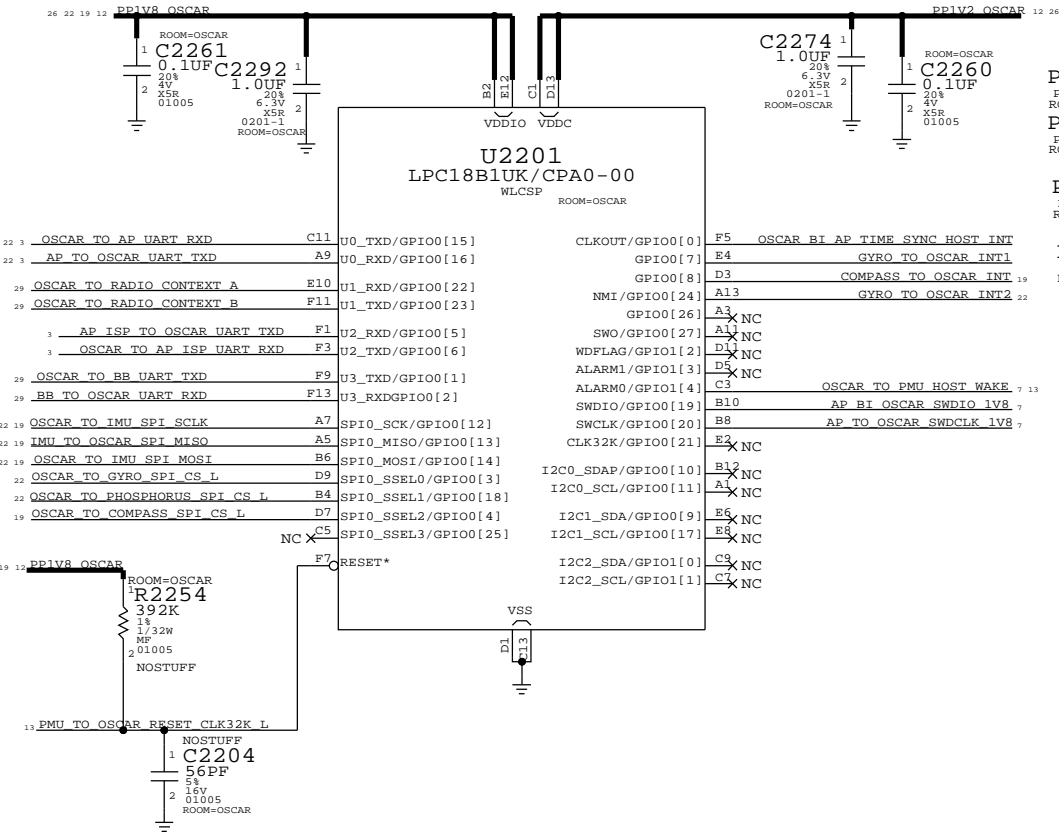 26 22 19 12 PP1V8_OSCAR
PP1V2_OSCAR 12 26
ROOM=OSCAR
1 C2261
0.1UF
20%
4V
2 X5R
01005
C2292 1
1.0UF
20%
6.3V 2
X5R
0201-1
ROOM=OSCAR
C2274 1
1.0UF
20%
6.3V 2
X5R
0201-1
ROOM=OSCAR
ROOM=OSCAR
1 C2260
0.1UF
20%
4V
2 X5R
01005
B2 E12 C1 D13
VDDIO VDDC
U2201
LPC18B1UK/CPA0-00
WLCSP
ROOM=OSCAR
22 3 OSCAR_TO_AP_UART_RXD C11 U0_TXD/GPIO0[15]
22 3 AP_TO_OSCAR_UART_TXD A9 U0_RXD/GPIO0[16]
29 OSCAR_TO_RADIO_CONTEXT_A E10 U1_RXD/GPIO0[22]
29 OSCAR_TO_RADIO_CONTEXT_B F11 U1_TXD/GPIO0[23]
3 AP_ISP_TO_OSCAR_UART_TXD F1 U2_RXD/GPIO0[5]
3 OSCAR_TO_AP_ISP_UART_RXD F3 U2_TXD/GPIO0[6]
29 OSCAR_TO_BB_UART_TXD F9 U3_TXD/GPIO0[1]
29 BB_TO_OSCAR_UART_RXD F13 U3_RXDGPIO0[2]
22 19 OSCAR_TO_IMU_SPI_SCLK A7 SPI0_SCK/GPIO0[12]
22 19 IMU_TO_OSCAR_SPI_MISO A5 SPI0_MISO/GPIO0[13]
22 19 OSCAR_TO_IMU_SPI_MOSI B6 SPI0_MOSI/GPIO0[14]
22 OSCAR_TO_GYRO_SPI_CS_L D9 SPI0_SSEL0/GPIO0[3]
22 OSCAR_TO_PHOSPHORUS_SPI_CS_L B4 SPI0_SSEL1/GPIO0[18]
19 OSCAR_TO_COMPASS_SPI_CS_L D7 SPI0_SSEL2/GPIO0[4]
NC C5 SPI0_SSEL3/GPIO0[25]
F7 RESET*
CLKOUT/GPIO0[0] F5 OSCAR_BI_AP_TIME_SYNC_HOST_INT
GPIO0[7] E4 GYRO_TO_OSCAR_INT1
GPIO0[8] D3 COMPASS_TO_OSCAR_INT 19
NMI/GPIO0[24] A13 GYRO_TO_OSCAR_INT2 22
GPIO0[26] A3 NC
SWO/GPIO0[27] A11 NC
WDFLAG/GPIO1[2] D11 NC
ALARM1/GPIO1[3] D5 NC
ALARM0/GPIO1[4] C3 OSCAR_TO_PMU_HOST_WAKE 7 13
SWDIO/GPIO0[19] B10 AP_BI_OSCAR_SWDIO_1V8 7
SWCLK/GPIO0[20] B8 AP_TO_OSCAR_SWDCLK_1V8 7
CLK32K/GPIO0[21] E2 NC
I2C0_SDAP/GPIO0[10] B12 NC
I2C0_SCL/GPIO0[11] A1 NC
I2C1_SDA/GPIO0[9] E6 NC
I2C1_SCL/GPIO0[17] E8 NC
I2C2_SDA/GPIO1[0] C9 NC
I2C2_SCL/GPIO1[1] C7 NC
VSS
D1 C13
19 12 PP1V8_OSCAR
ROOM=OSCAR
1 R2254
392K
1%
1/32W
MF
2 01005
NOSTUFF
13 PMU_TO_OSCAR_RESET_CLK32K_L
NOSTUFF
1 C2204
56PF
5%
16V
2 01005
ROOM=OSCAR